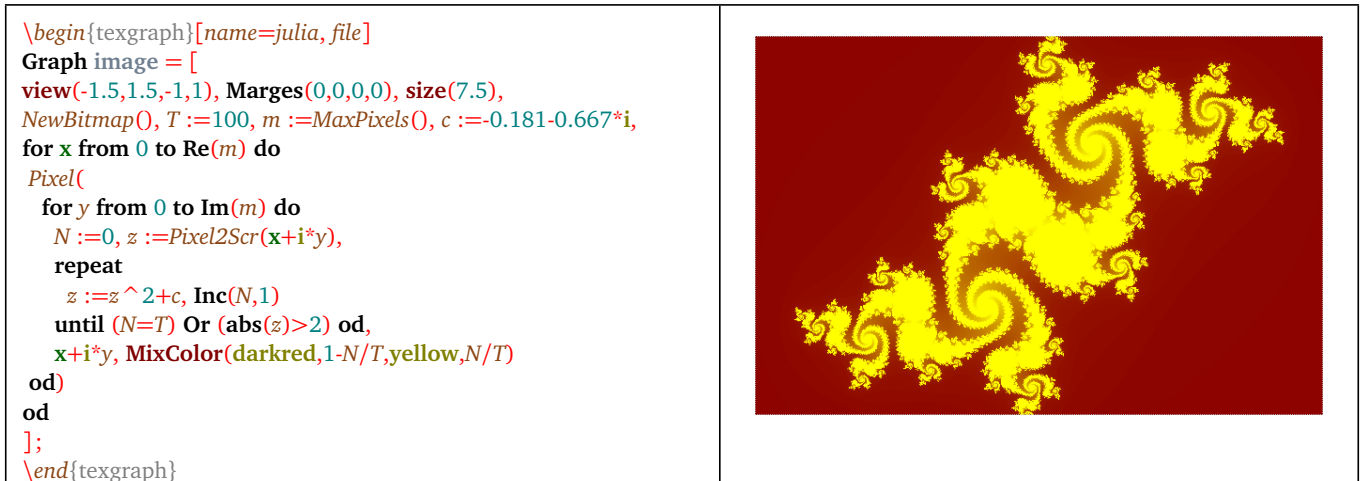 \begin{texgraph}[name=julia, file]
Graph image = [
view(-1.5,1.5,-1,1), Marges(0,0,0,0), size(7.5),
NewBitmap(), T :=100, m :=MaxPixels(), c :=-0.181-0.667*i,
for x from 0 to Re(m) do
Pixel(
for y from 0 to Im(m) do
N :=0, z :=Pixel2Scr(x+i*y),
repeat
z :=z^2+c, Inc(N,1)
until (N=T) Or (abs(z)>2) od,
x+i*y, MixColor(darkred,1-N/T,yellow,N/T)
od)
od
];
\end{texgraph}